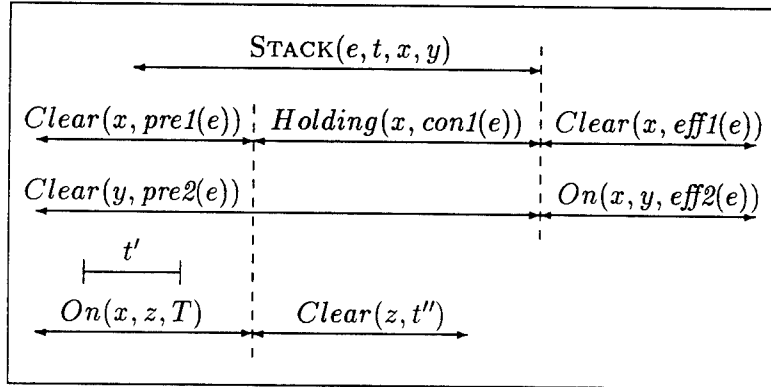 STACK(e, t, x, y)
Clear(x, pre1(e)) Holding(x, con1(e)) Clear(x, eff1(e))
Clear(y, pre2(e)) On(x, y, eff2(e))
t′
On(x, z, T) Clear(z, t″)